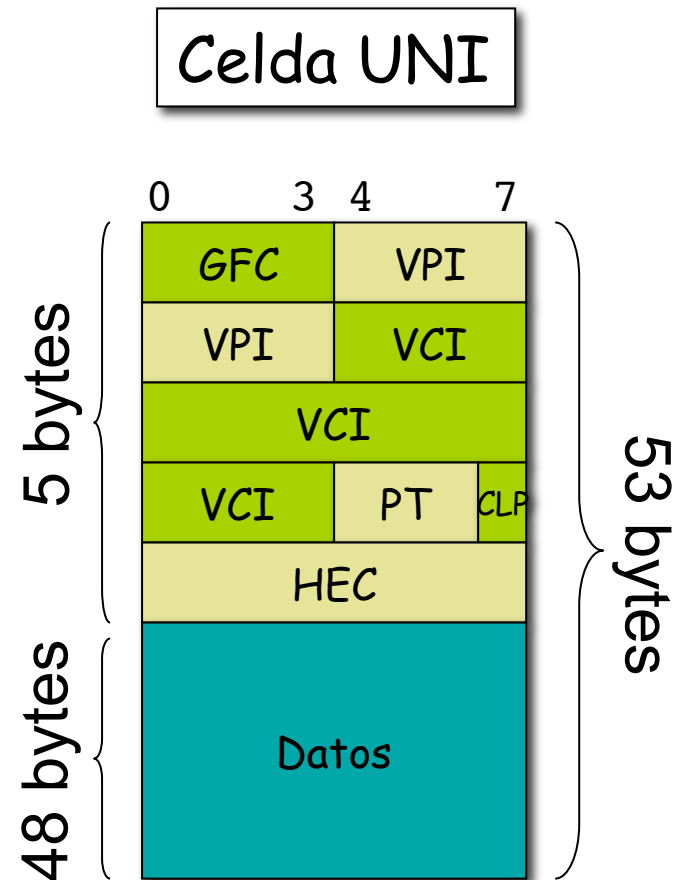 Celda UNI
0 3 4 7
GFC VPI
VPI VCI
VCI
VCI PT CLP
HEC
Datos
5 bytes
48 bytes
53 bytes